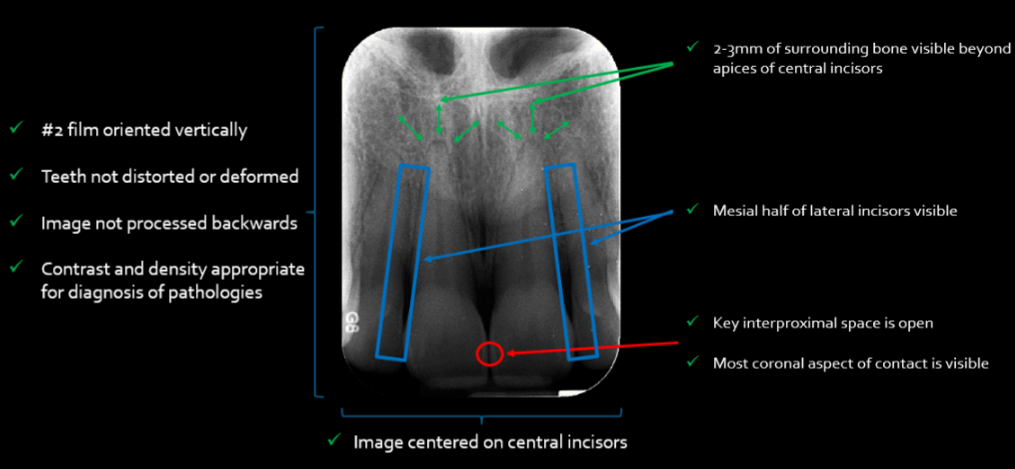 ✓ #2 film oriented vertically
✓ Teeth not distorted or deformed
✓ Image not processed backwards
✓ Contrast and density appropriate
for diagnosis of pathologies
G8
✓ 2-3mm of surrounding bone visible beyond
apices of central incisors
✓ Mesial half of lateral incisors visible
✓ Key interproximal space is open
✓ Most coronal aspect of contact is visible
✓ Image centered on central incisors